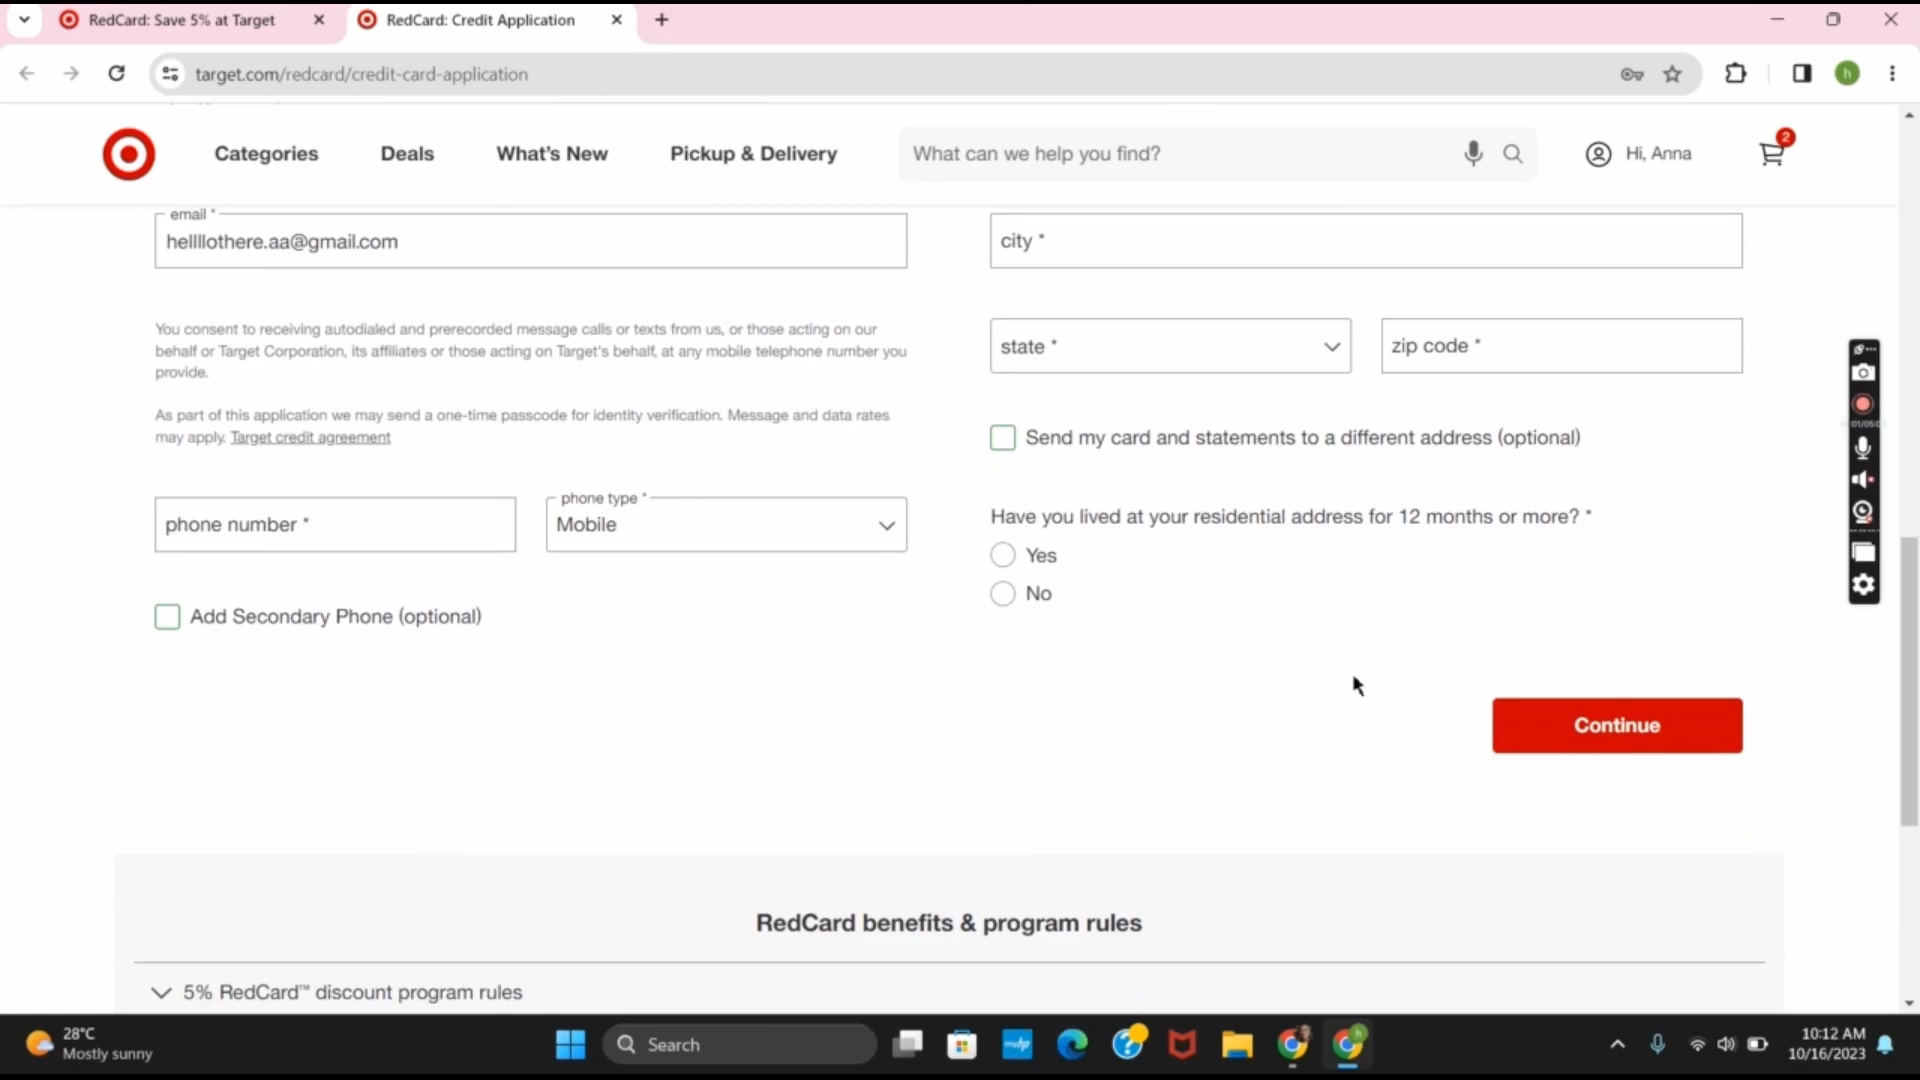 RedCard: Save 5% at Target
RedCard: Credit Application
target.com/redcard/credit-card-application
h
Categories
Deals
What's New
Pickup & Delivery
What can we help you find?
Hi, Anna
2
email *
hellllothere.aa@gmail.com
city *
You consent to receiving autodialed and prerecorded message calls or texts from us, or those acting on our
behalf or Target Corporation, its affiliates or those acting on Target's behalf, at any mobile telephone number you
provide.
state *
zip code *
As part of this application we may send a one-time passcode for identity verification. Message and data rates
may apply. Target credit agreement
Send my card and statements to a different address (optional)
phone number *
phone type *
Mobile
Have you lived at your residential address for 12 months or more? *
Yes
No
Add Secondary Phone (optional)
Continue
RedCard benefits & program rules
5% RedCard™ discount program rules
28°C
Mostly sunny
Search
myhp
h
10:12 AM
10/16/2023